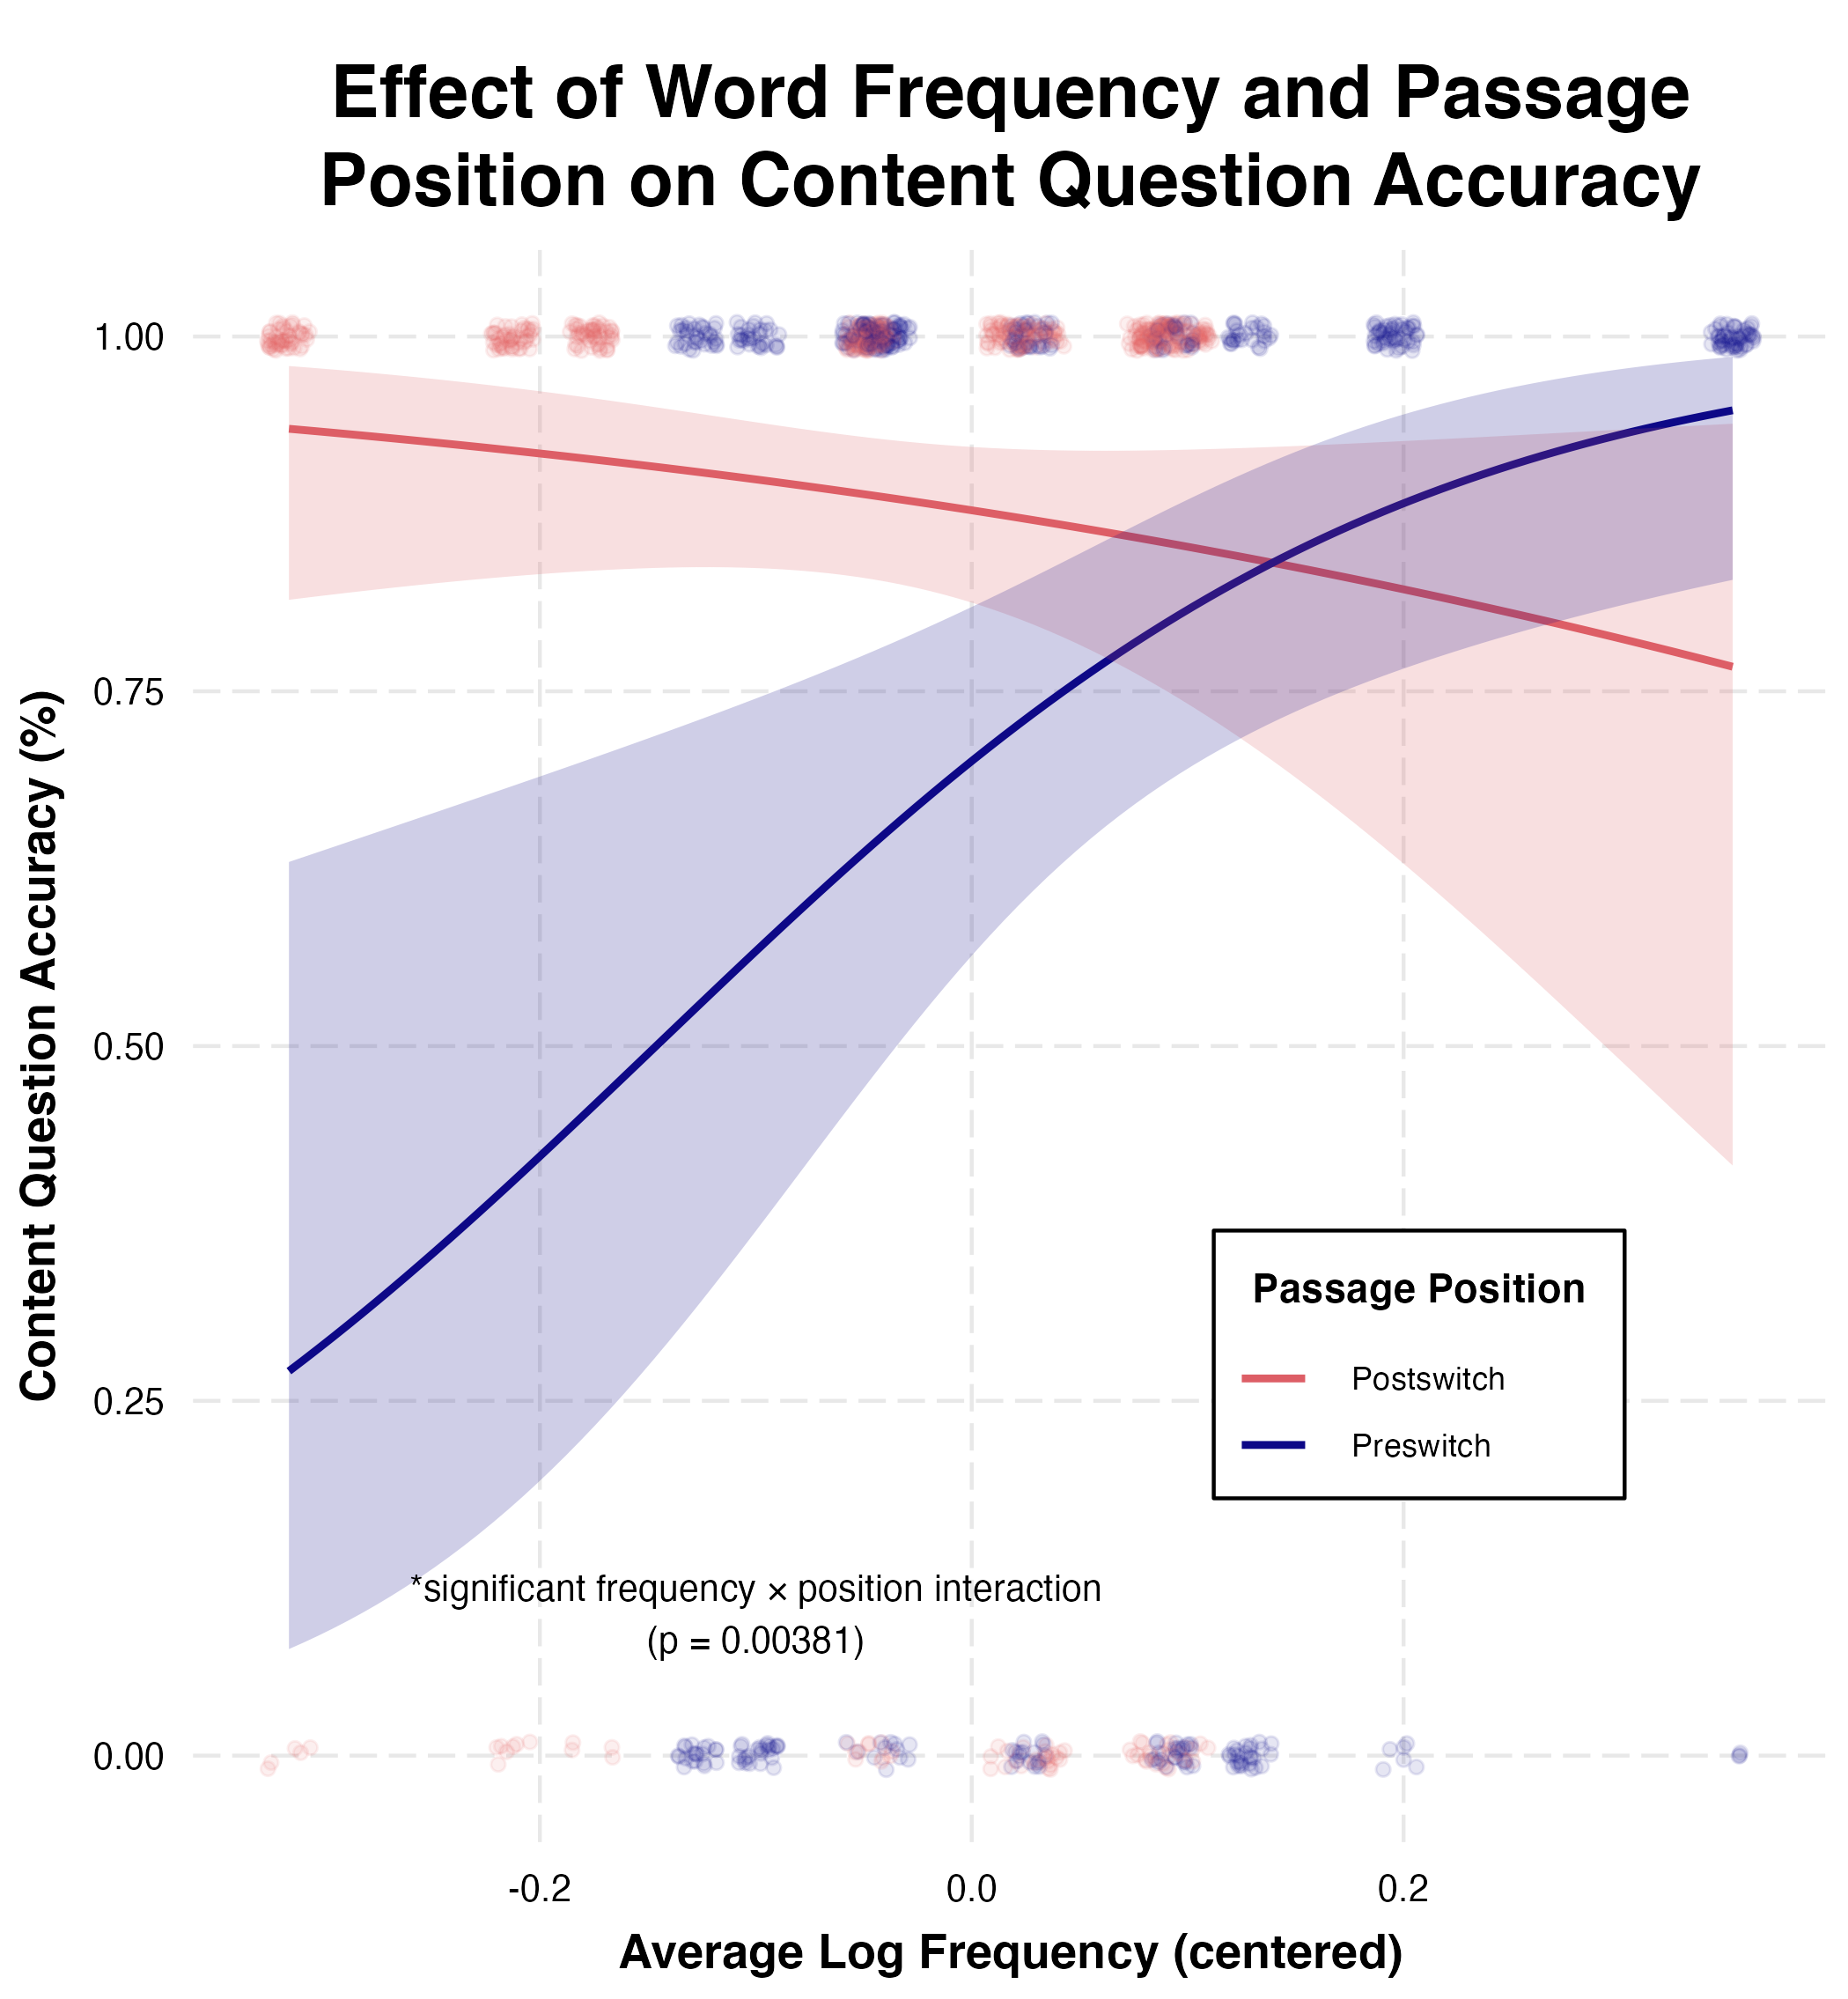 Effect of Word Frequency and Passage
Position on Content Question Accuracy
Content Question Accuracy (%)
1.00
0.75
0.50
0.25
0.00
Passage Position
Postswitch
Preswitch
*significant frequency × position interaction
(p = 0.00381)
-0.2
0.0
0.2
Average Log Frequency (centered)